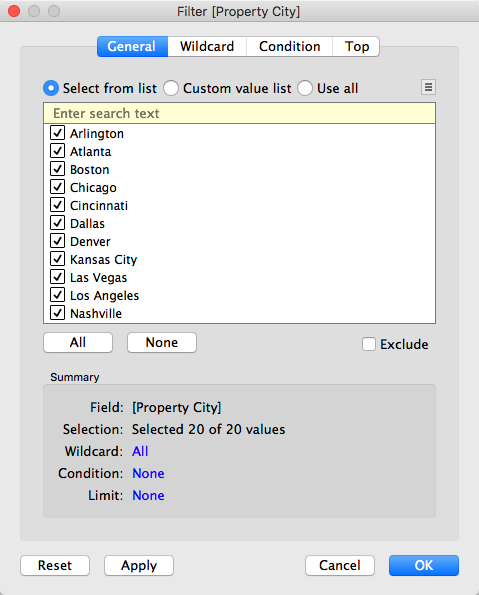 Filter [Property City]
General Wildcard Condition Top
Select from list Custom value list Use all
Enter search text
Arlington
Atlanta
Boston
Chicago
Cincinnati
Dallas
Denver
Kansas City
Las Vegas
Los Angeles
Nashville
All None Exclude
Summary
Field: [Property City]
Selection: Selected 20 of 20 values
Wildcard: All
Condition: None
Limit: None
Reset Apply Cancel OK